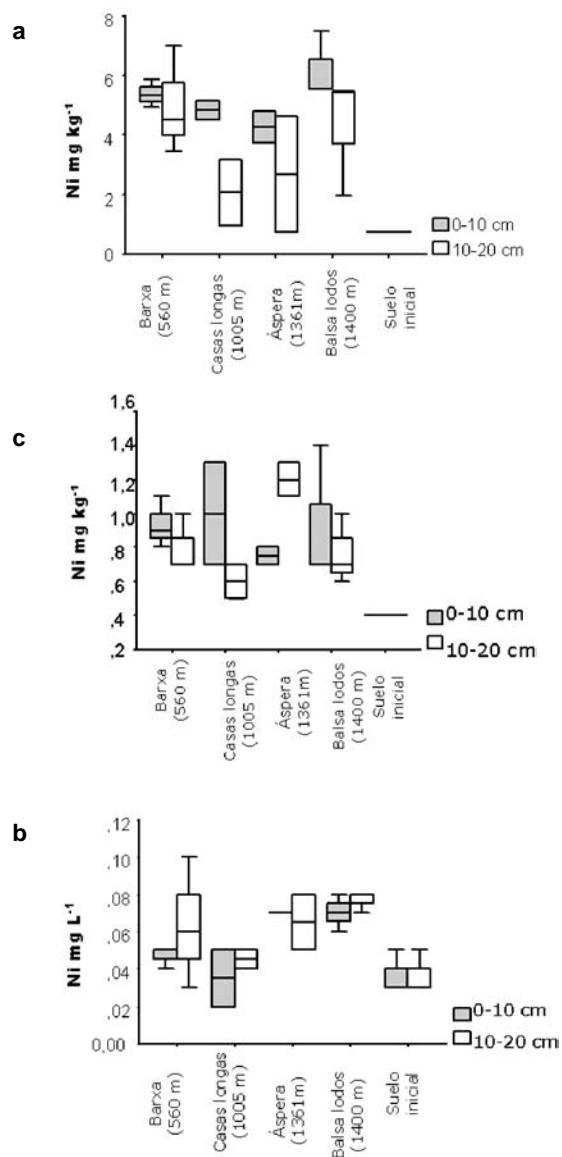 a
8
6
4
2
0
Ni mg kg-1
0-10 cm
10-20 cm
Barxa
(560 m)
Casas longas
(1005 m)
Áspera
(1361m)
Balsa lodos
(1400 m)
Suelo
inicial
c
1,6
1,4
1,2
1,0
,8
,6
,4
,2
Ni mg kg-1
0-10 cm
10-20 cm
Barxa
(560 m)
Casas longas
(1005 m)
Áspera
(1361m)
Balsa lodos
(1400 m)
Suelo
inicial
b
,12
,10
,08
,06
,04
,02
0,00
Ni mg L-1
0-10 cm
10-20 cm
Barxa
(560 m)
Casas longas
(1005 m)
Áspera
(1361m)
Balsa lodos
(1400 m)
Suelo
inicial